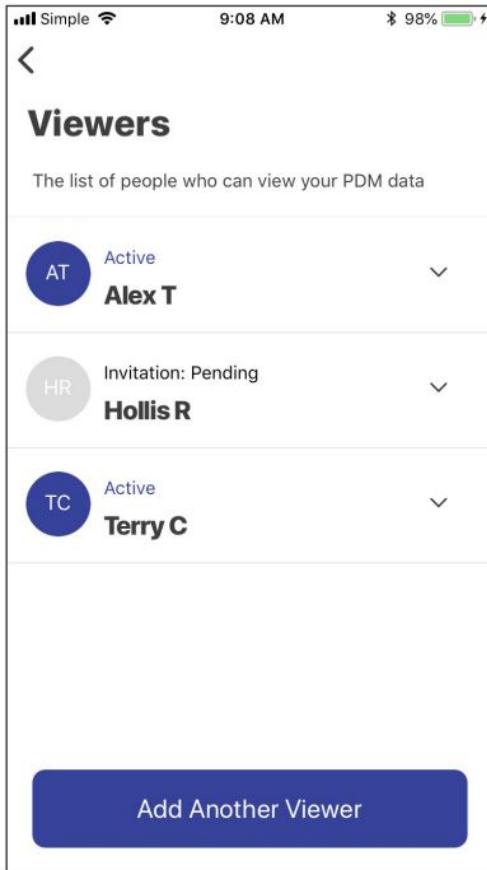 Simple 9:08 AM 98%
Viewers
The list of people who can view your PDM data
AT
Active
Alex T
HR
Invitation: Pending
Hollis R
TC
Active
Terry C
Add Another Viewer